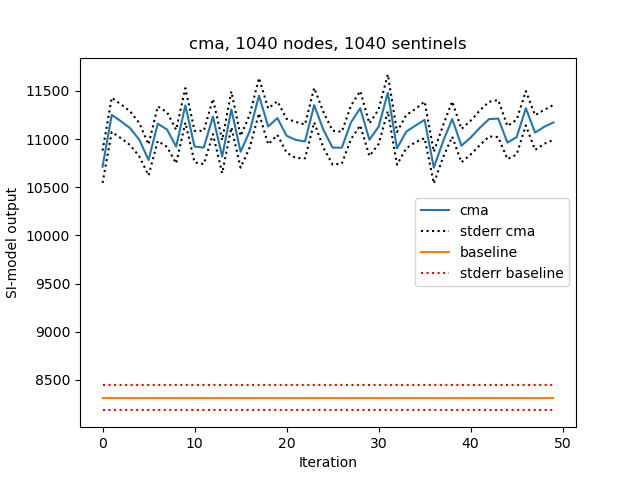 cma, 1040 nodes, 1040 sentinels
SI-model output
11500
11000
10500
10000
9500
9000
8500
cma
stderr cma
baseline
stderr baseline
0 10 20 30 40 50
Iteration